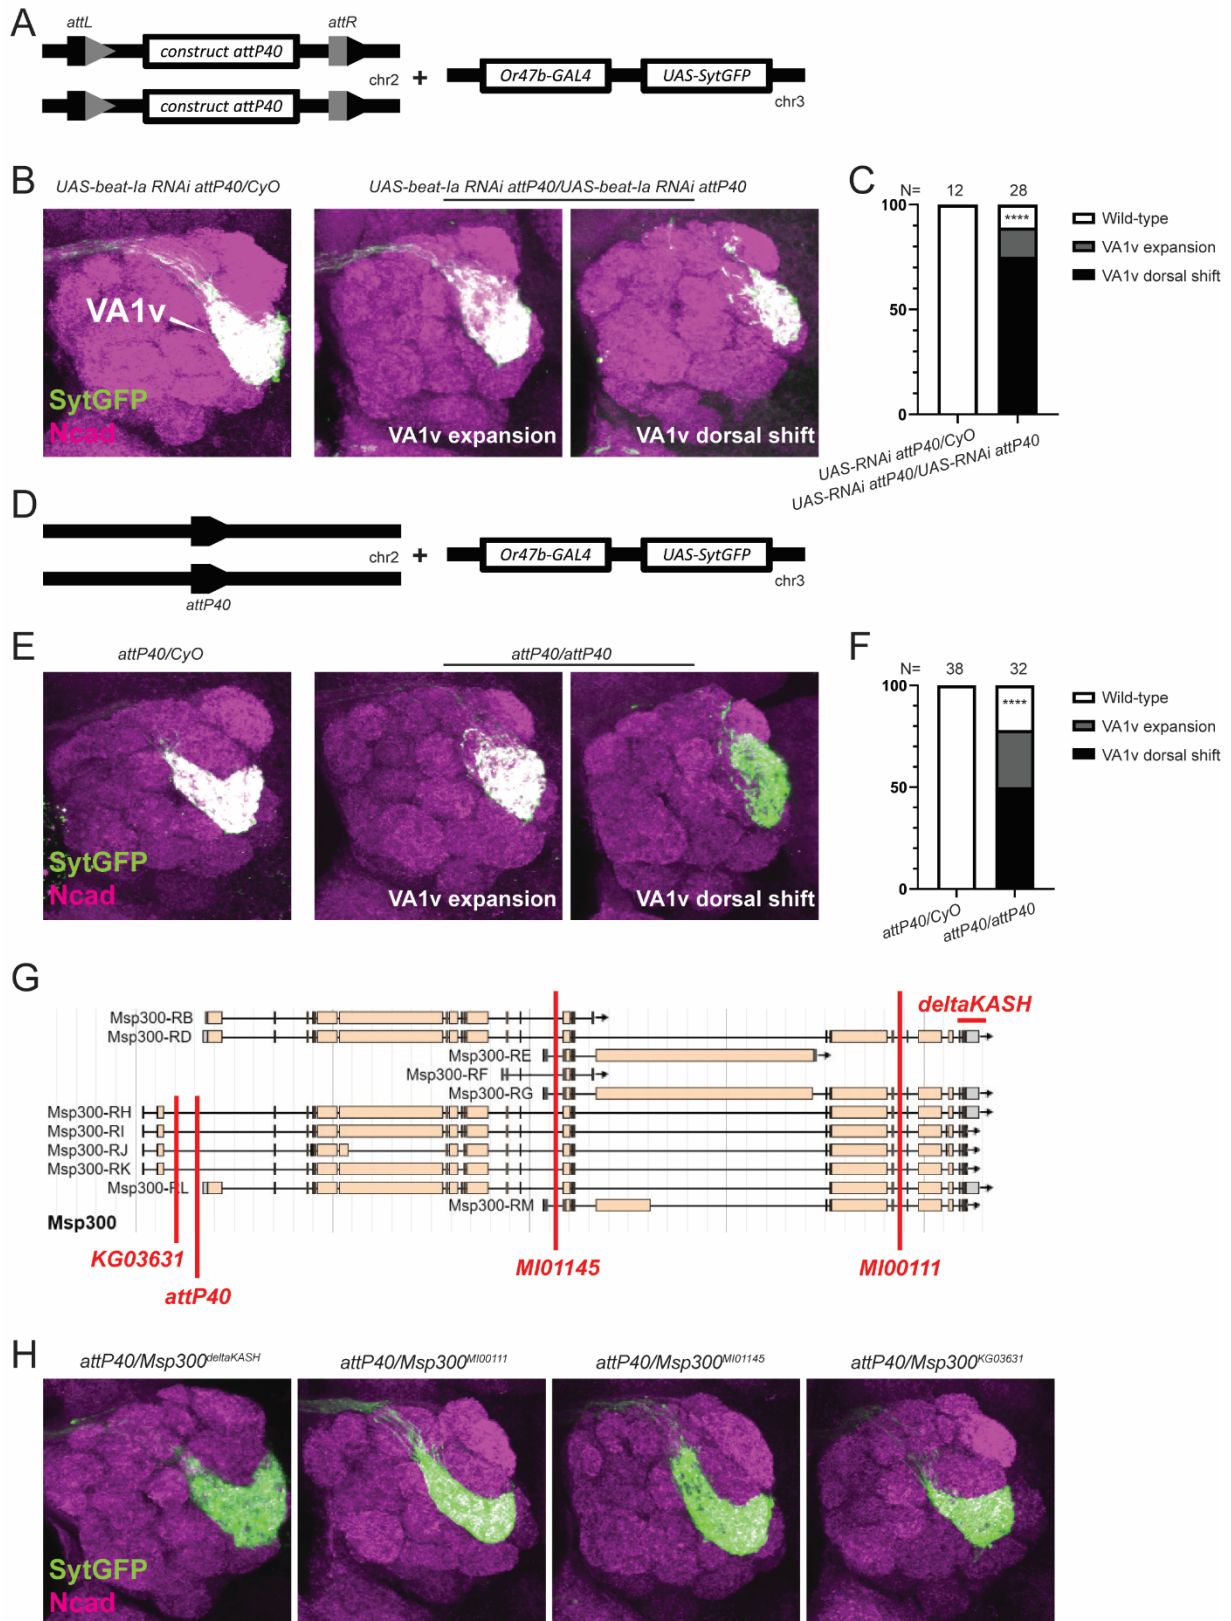 A
attL
attR
construct attP40
chr2
construct attP40
+
Or47b-GAL4
UAS-SytGFP
chr3
B
UAS-beat-Ia RNAi attP40/CyO
UAS-beat-Ia RNAi attP40/UAS-beat-Ia RNAi attP40
VA1v
SytGFP
Ncad
VA1v expansion
VA1v dorsal shift
C
N= 12 28
100
50
0
****
Wild-type
VA1v expansion
VA1v dorsal shift
UAS-RNAi attP40/CyO
UAS-RNAi attP40/UAS-RNAi attP40
D
chr2
attP40
+
Or47b-GAL4
UAS-SytGFP
chr3
E
attP40/CyO
attP40/attP40
SytGFP
Ncad
VA1v expansion
VA1v dorsal shift
F
N= 38 32
100
50
0
****
Wild-type
VA1v expansion
VA1v dorsal shift
attP40/CyO
attP40/attP40
G
deltaKASH
Msp300-RB
Msp300-RD
Msp300-RE
Msp300-RF
Msp300-RG
Msp300-RH
Msp300-RI
Msp300-RJ
Msp300-RK
Msp300-RL
Msp300-RM
Msp300
KG03631
attP40
MI01145
MI00111
H
attP40/Msp300deltaKASH
attP40/Msp300MI00111
attP40/Msp300MI01145
attP40/Msp300KG03631
SytGFP
Ncad